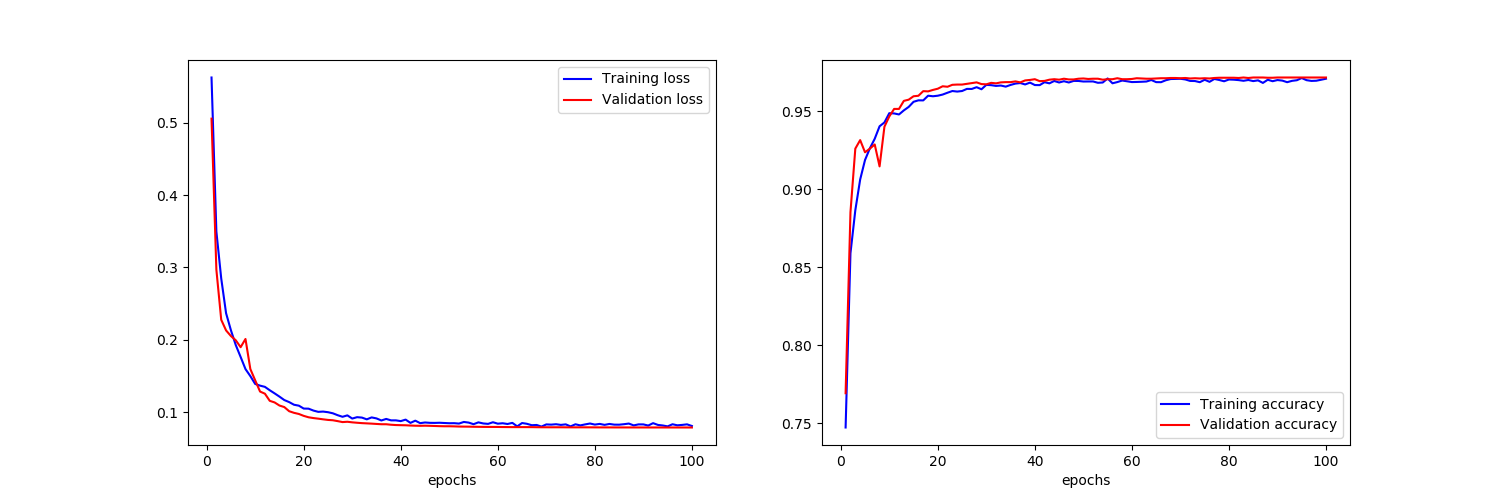 Training loss
Validation loss
0.5
0.4
0.3
0.2
0.1
0 20 40 60 80 100
epochs
0.95
0.90
0.85
0.80
0.75
Training accuracy
Validation accuracy
0 20 40 60 80 100
epochs